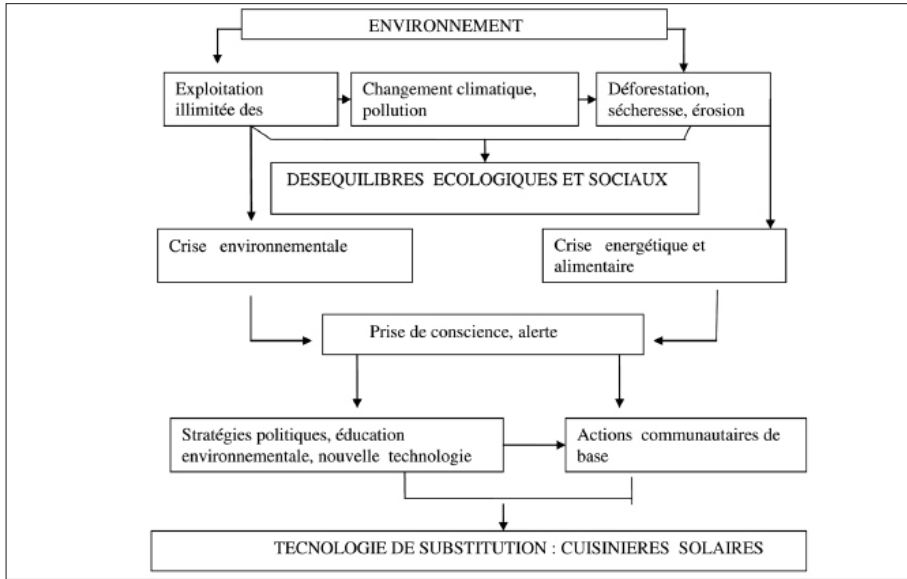 ENVIRONNEMENT
Exploitation
illimitée des
Changement climatique,
pollution
Déforestation,
sécheresse, érosion
DESEQUILIBRES ECOLOGIQUES ET SOCIAUX
Crise environnementale
Crise energétique et
alimentaire
Prise de conscience, alerte
Stratégies politiques, éducation
environnementale, nouvelle technologie
Actions communautaires de
base
TECNOLOGIE DE SUBSTITUTION : CUISINIERES SOLAIRES